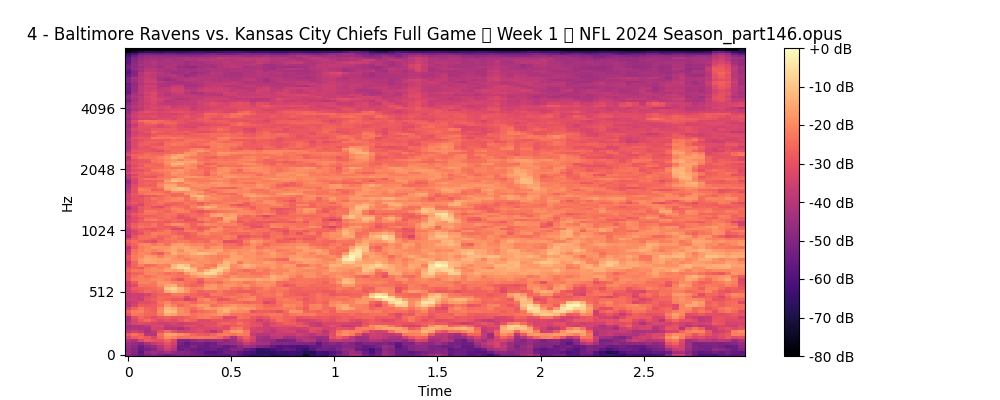 4 - Baltimore Ravens vs. Kansas City Chiefs Full Game ▯ Week 1 ▯ NFL 2024 Season_part146.opus
+0 dB
-10 dB
-20 dB
-30 dB
-40 dB
-50 dB
-60 dB
-70 dB
-80 dB
4096
2048
1024
512
0
Hz
0 0.5 1 1.5 2 2.5
Time